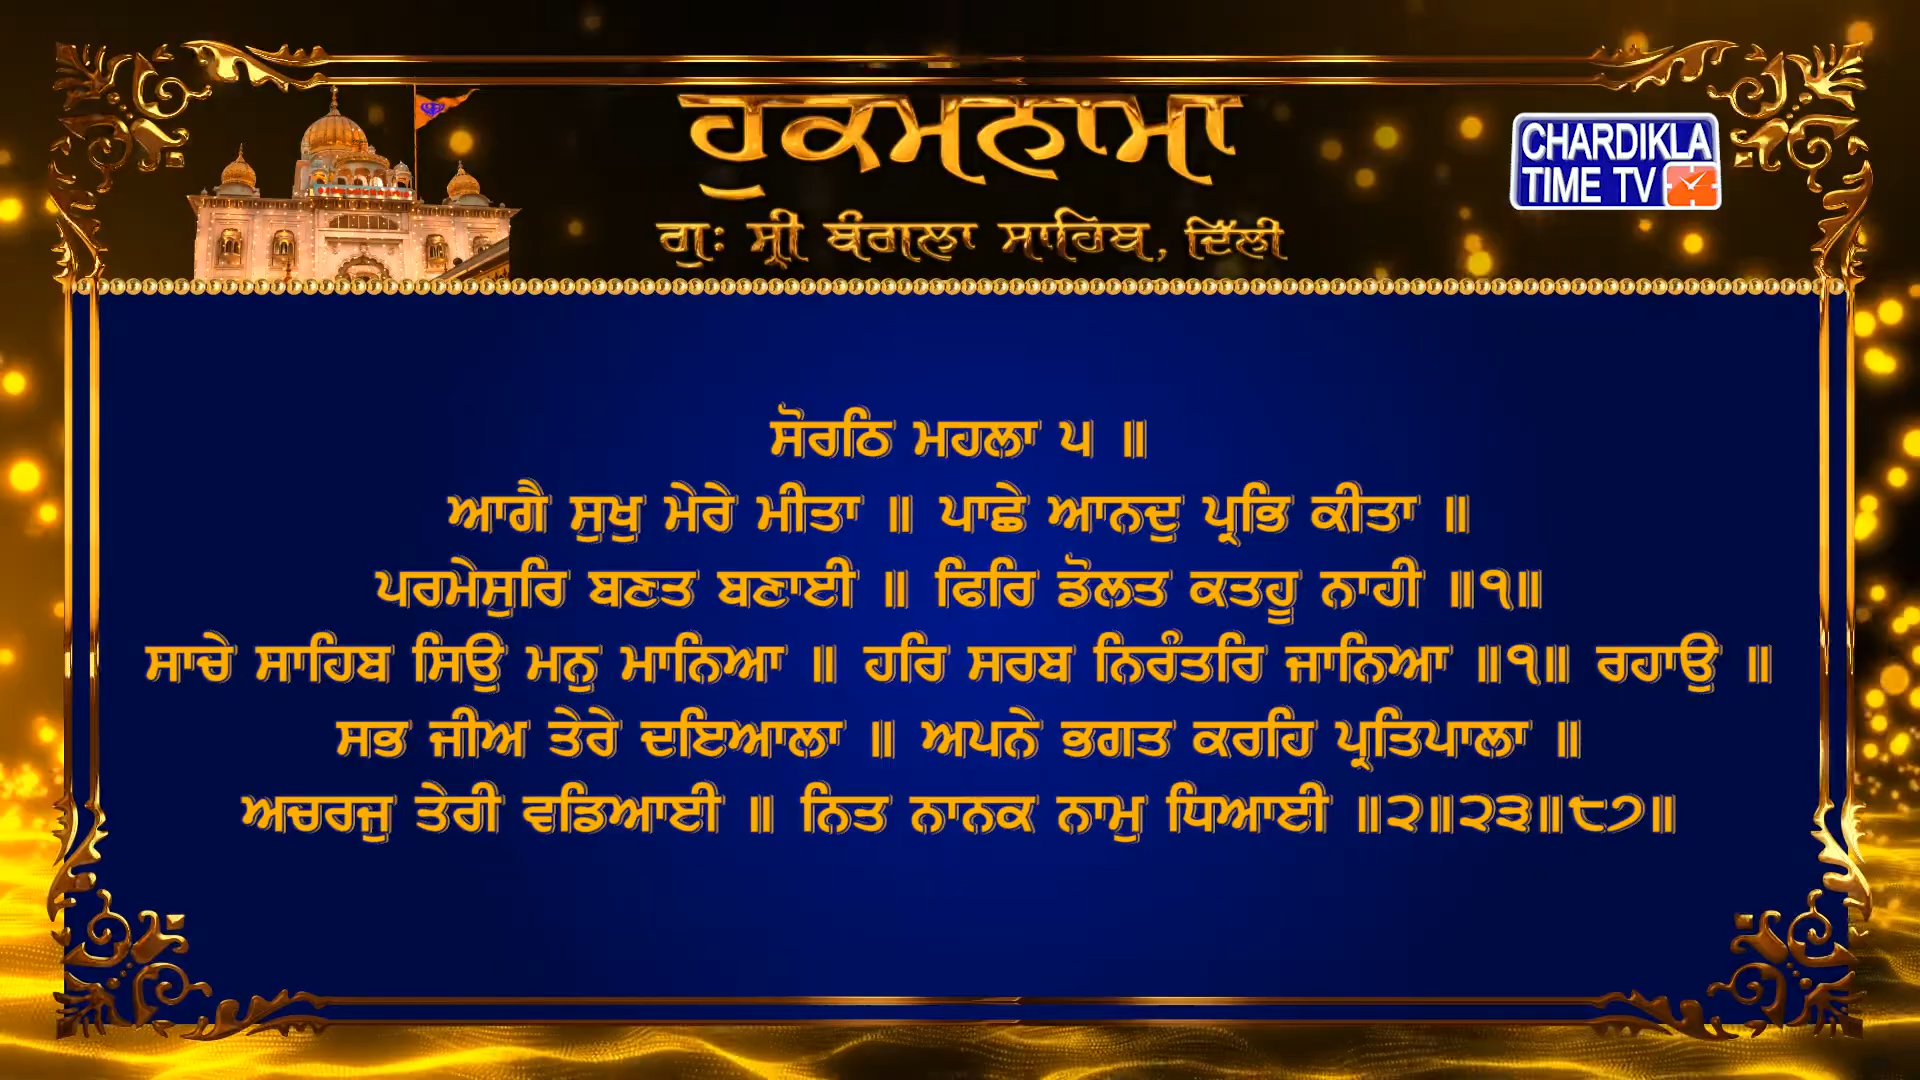 ਹੁਕਮਨਾਮਾ
ਗੁਃ ਸ੍ਰੀ ਬੰਗਲਾ ਸਾਹਿਬ, ਦਿੱਲੀ
CHARDIKLA
TIME TV
ਸੋਰਠਿ ਮਹਲਾ ੫ ॥
ਆਗੈ ਸੁਖੁ ਮੇਰੇ ਮੀਤਾ ॥ ਪਾਛੇ ਆਨਦੁ ਪ੍ਰਭਿ ਕੀਤਾ ॥
ਪਰਮੇਸੁਰਿ ਬਣਤ ਬਣਾਈ ॥ ਫਿਰਿ ਡੋਲਤ ਕਤਹੂ ਨਾਹੀ ॥੧॥
ਸਾਚੇ ਸਾਹਿਬ ਸਿਉ ਮਨੁ ਮਾਨਿਆ ॥ ਹਰਿ ਸਰਬ ਨਿਰੰਤਰਿ ਜਾਨਿਆ ॥੧॥ ਰਹਾਉ ॥
ਸਭ ਜੀਅ ਤੇਰੇ ਦਇਆਲਾ ॥ ਅਪਨੇ ਭਗਤ ਕਰਹਿ ਪ੍ਰਤਿਪਾਲਾ ॥
ਅਚਰਜੁ ਤੇਰੀ ਵਡਿਆਈ ॥ ਨਿਤ ਨਾਨਕ ਨਾਮੁ ਧਿਆਈ ॥੨॥੨੩॥੮੭॥